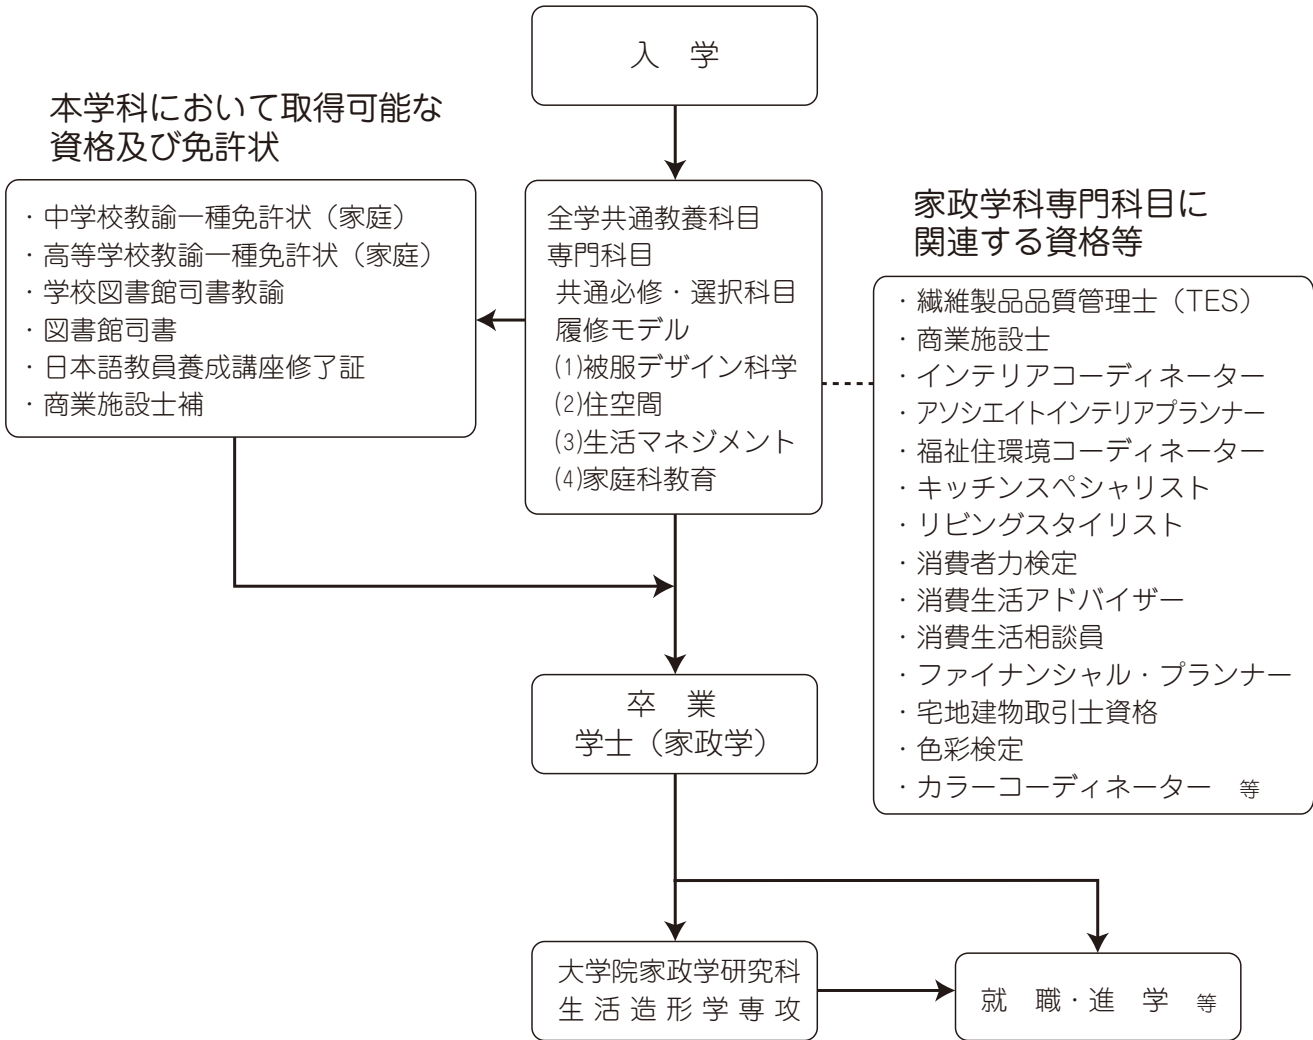 入　学
本学科において取得可能な
資格及び免許状
・中学校教諭一種免許状（家庭）
・高等学校教諭一種免許状（家庭）
・学校図書館司書教諭
・図書館司書
・日本語教員養成講座修了証
・商業施設士補
全学共通教養科目
専門科目
共通必修・選択科目
履修モデル
(1)被服デザイン科学
(2)住空間
(3)生活マネジメント
(4)家庭科教育
家政学科専門科目に
関連する資格等
・繊維製品品質管理士（TES）
・商業施設士
・インテリアコーディネーター
・アソシエイトインテリアプランナー
・福祉住環境コーディネーター
・キッチンスペシャリスト
・リビングスタイリスト
・消費者力検定
・消費生活アドバイザー
・消費生活相談員
・ファイナンシャル・プランナー
・宅地建物取引士資格
・色彩検定
・カラーコーディネーター　等
卒　業
学士（家政学）
大学院家政学研究科
生活造形学専攻
就　職・進　学　等